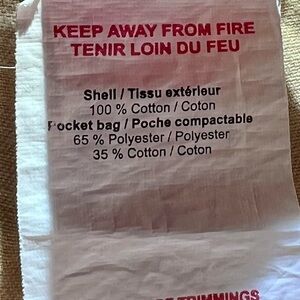 KEEP AWAY FROM FIRE
TENIR LOIN DU FEU
Shell / Tissu extérieur
100 % Cotton / Coton
Pocket bag / Poche compactable
65 % Polyester / Polyester
35 % Cotton / Coton
TRIMMINGS